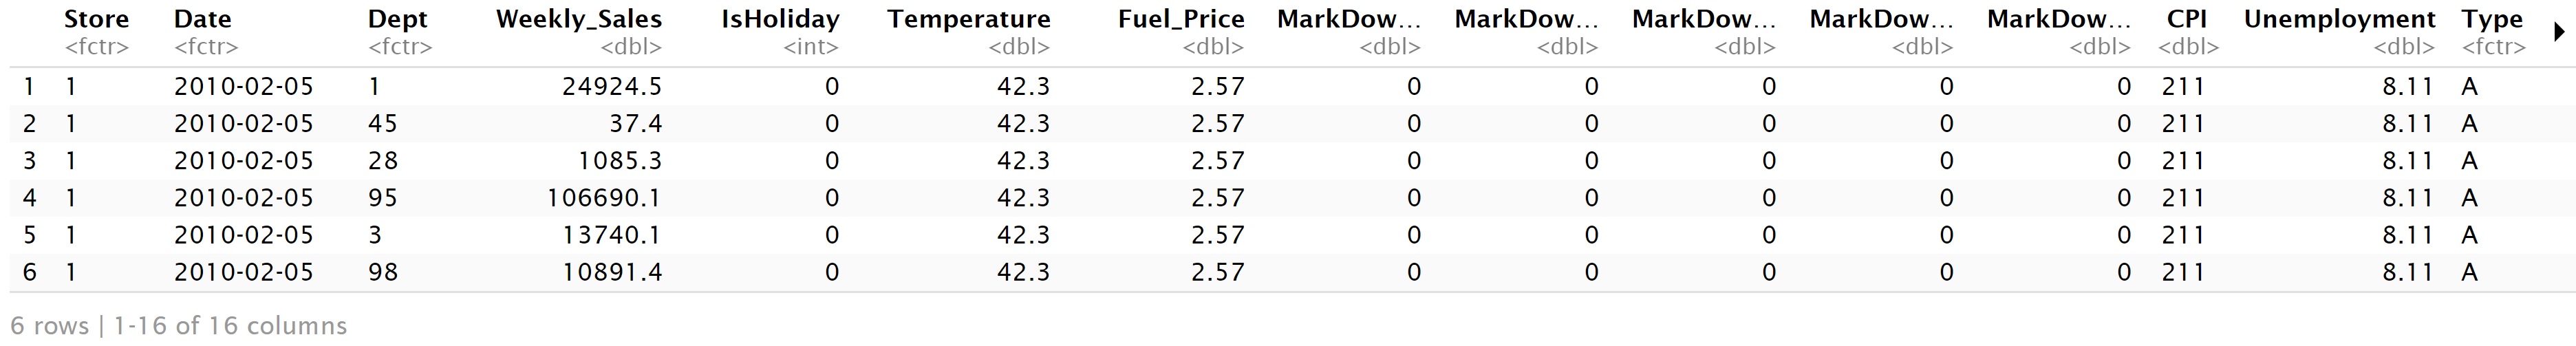 Store Date Dept Weekly_Sales IsHoliday Temperature Fuel_Price MarkDow... MarkDow... MarkDow... MarkDow... MarkDow... CPI Unemployment Type
<fctr> <fctr> <fctr> <dbl> <int> <dbl> <dbl> <dbl> <dbl> <dbl> <dbl> <dbl> <dbl> <dbl> <fctr>
1 1 2010-02-05 1 24924.5 0 42.3 2.57 0 0 0 0 0 211 8.11 A
2 1 2010-02-05 45 37.4 0 42.3 2.57 0 0 0 0 0 211 8.11 A
3 1 2010-02-05 28 1085.3 0 42.3 2.57 0 0 0 0 0 211 8.11 A
4 1 2010-02-05 95 106690.1 0 42.3 2.57 0 0 0 0 0 211 8.11 A
5 1 2010-02-05 3 13740.1 0 42.3 2.57 0 0 0 0 0 211 8.11 A
6 1 2010-02-05 98 10891.4 0 42.3 2.57 0 0 0 0 0 211 8.11 A
6 rows | 1-16 of 16 columns